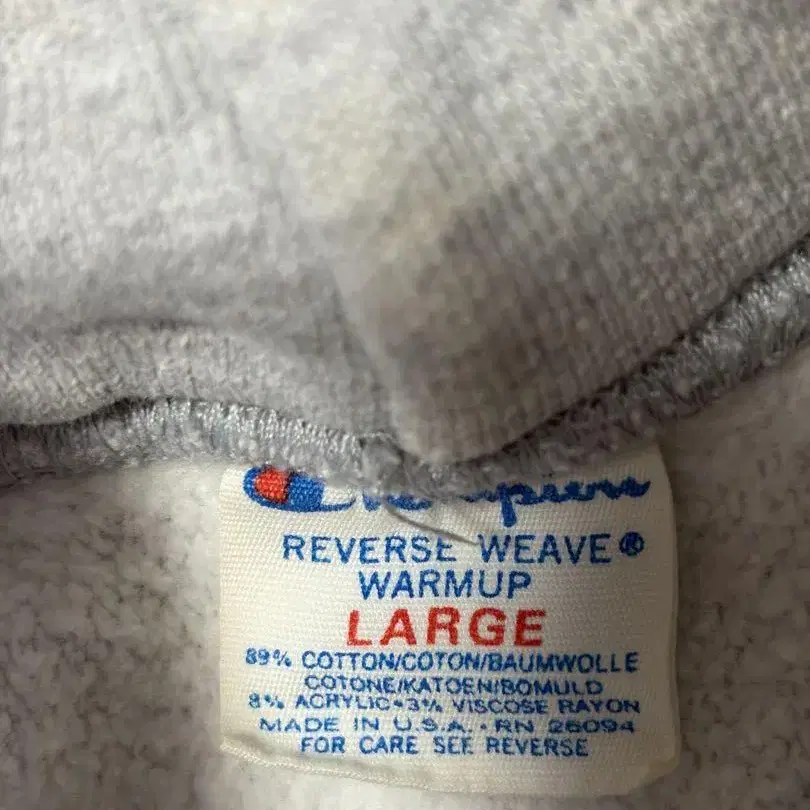 Champion
REVERSE WEAVE®
WARMUP
LARGE
89% COTTON/COTON/BAUMWOLLE
COTONE/KATOEN/BOMULD
8% ACRYLIC•3% VISCOSE RAYON
MADE IN U.S.A. • RN 26094
FOR CARE SEE REVERSE